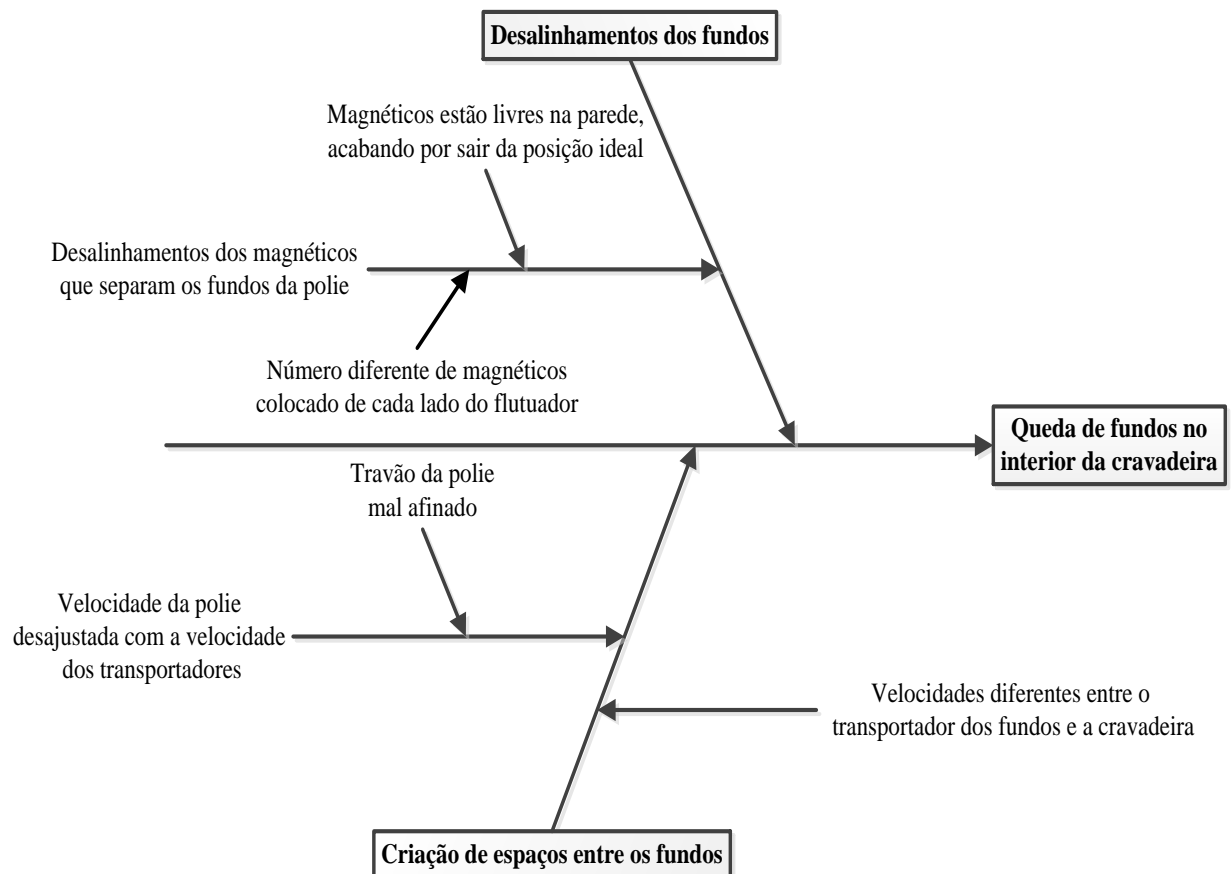 Desalinhamentos dos fundos
Magnéticos estão livres na parede,
acabando por sair da posição ideal
Desalinhamentos dos magnéticos
que separam os fundos da polie
Número diferente de magnéticos
colocado de cada lado do flutuador
Queda de fundos no
interior da cravadeira
Travão da polie
mal afinado
Velocidade da polie
desajustada com a velocidade
dos transportadores
Velocidades diferentes entre o
transportador dos fundos e a cravadeira
Criação de espaços entre os fundos